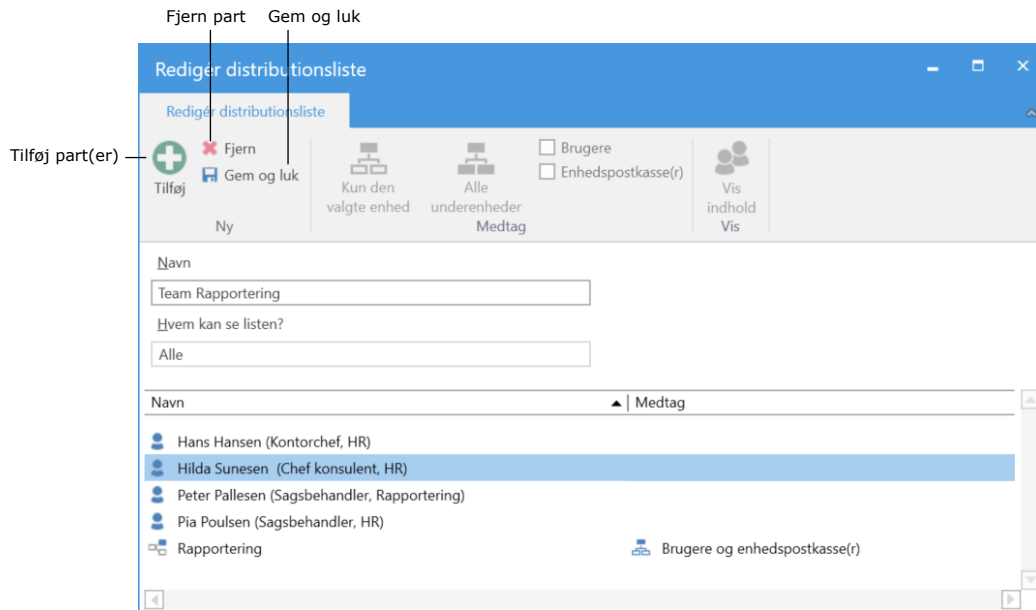 Fjern part Gem og luk
Redigér distributionsliste
Redigér distributionsliste
Tilføj part(er)
Tilføj
Fjern
Gem og luk
Ny
Kun den
valgte enhed
Alle
underenheder
Brugere
Enhedspostkasse(r)
Medtag
Vis
indhold
Vis
Navn
Team Rapportering
Hvem kan se listen?
Alle
Navn Medtag
Hans Hansen (Kontorchef, HR)
Hilda Sunesen (Chef konsulent, HR)
Peter Pallesen (Sagsbehandler, Rapportering)
Pia Poulsen (Sagsbehandler, HR)
Rapportering Brugere og enhedspostkasse(r)